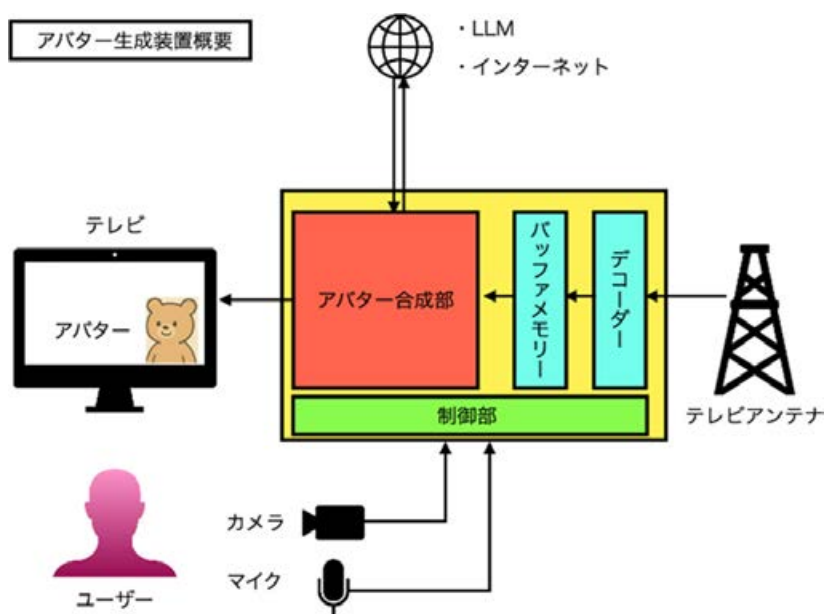 アバター生成装置概要
・LLM
・インターネット
テレビ
アバター
アバター合成部
バッファメモリー
デコーダー
制御部
テレビアンテナ
カメラ
マイク
ユーザー